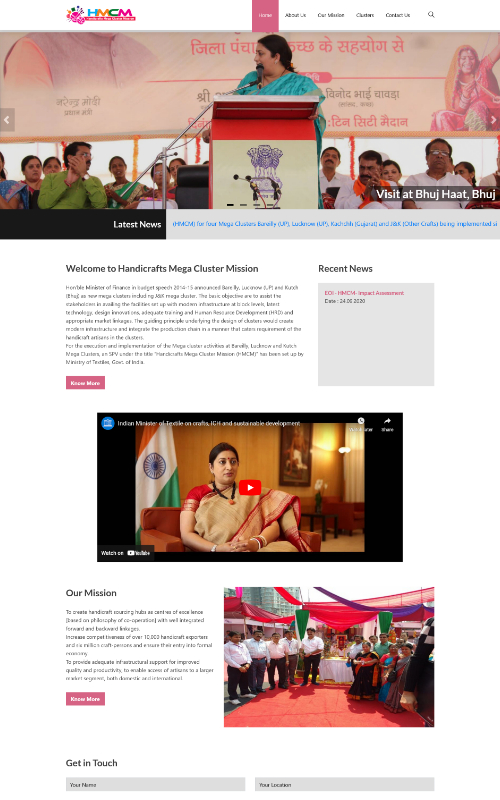 HMCM
Home
About Us
Our Mission
Clusters
Contact Us
जिला पंचायत कच्छ के सहयोग से
नरेन्द्र मोदी
प्रधान मंत्री
विनोदभाई चावड़ा
टिन सिटी मैदान
Visit at Bhuj Haat, Bhuj
Latest News
(HMCM) for four Mega Clusters Bareilly (UP), Lucknow (UP), Kachchh (Gujarat) and J&K (Other Crafts) being implemented si
Welcome to Handicrafts Mega Cluster Mission
Hon'ble Minister of Finance in budget speech 2014-15 announced Bareilly, Lucknow (UP) and Kutch
(Bhuj) as new mega clusters including J&K mega cluster. The basic objective are to assist the
stakeholders in availing the facilities set up with modern infrastructure at block levels, latest
technology, design innovations, adequate training and Human Resource Development (HRD) and
appropriate market linkages. The guiding principle underlying the design of clusters would create
modern infrastructure and integrate the production chain in a manner that caters requirement of the
handicraft artisans in the clusters.
For the execution and implementation of the Mega cluster activities at Bareilly, Lucknow and Kutch
Mega Clusters, an SPV under the title "Handicrafts Mega Cluster Mission (HMCM)" has been set up by
Ministry of Textiles, Govt. of India.
Know More
Recent News
EOI - HMCM- Impact Assessment
Date : 24.06.2020
Indian Minister of Textile on crafts, ICH and sustainable development
Share
Watch on YouTube
Our Mission
To create handicraft sourcing hubs as centres of excellence
(based on philosophy of co-operation) with well integrated
forward and backward linkages.
Increase competitiveness of over 10,000 handicraft exporters
and six million craft-persons and ensure their entry into formal
economy
To provide adequate infrastructural support for improved
quality and productivity, to enable access of artisans to a larger
market segment, both domestic and international.
Know More
Get in Touch
Your Name
Your Location